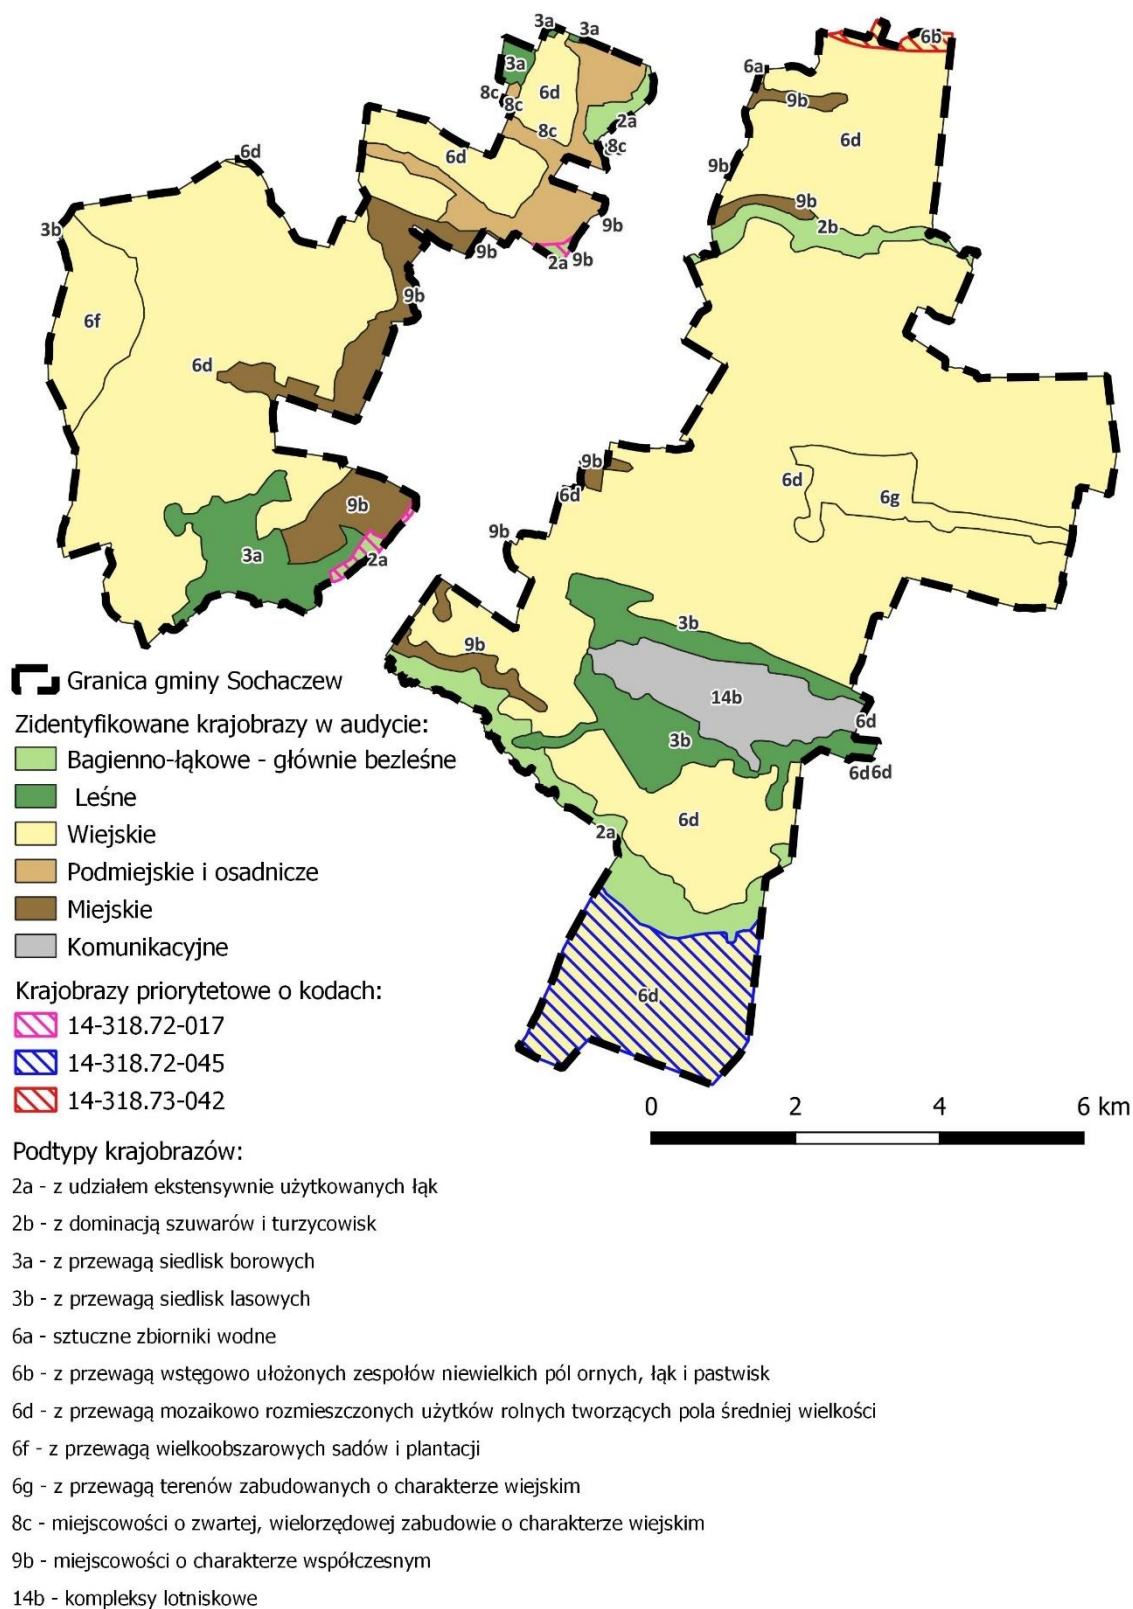 3a
3a
3a
6b
8c
8c
6d
6a
9b
2a
8c
8c
6d
6d
6d
9b
9b
2b
3b
9b
9b
2a
9b
9b
6f
6d
9b
6d
9b
6d
6g
9b
3a
2a
9b
3b
9b
14b
6d
3b
6d6d
6d
2a
6d
Granica gminy Sochaczew
Zidentyfikowane krajobrazy w audycie:
Bagienno-łąkowe - głównie bezleśne
Leśne
Wiejskie
Podmiejskie i osadnicze
Miejskie
Komunikacyjne
Krajobrazy priorytetowe o kodach:
14-318.72-017
14-318.72-045
14-318.73-042
0 2 4 6 km
Podtypy krajobrazów:
2a - z udziałem ekstensywnie użytkowanych łąk
2b - z dominacją szuwarów i turzycowisk
3a - z przewagą siedlisk borowych
3b - z przewagą siedlisk lasowych
6a - sztuczne zbiorniki wodne
6b - z przewagą wstęgowo ułożonych zespołów niewielkich pól ornych, łąk i pastwisk
6d - z przewagą mozaikowo rozmieszczonych użytków rolnych tworzących pola średniej wielkości
6f - z przewagą wielkoobszarowych sadów i plantacji
6g - z przewagą terenów zabudowanych o charakterze wiejskim
8c - miejscowości o zwartej, wielorzędowej zabudowie o charakterze wiejskim
9b - miejscowości o charakterze współczesnym
14b - kompleksy lotniskowe